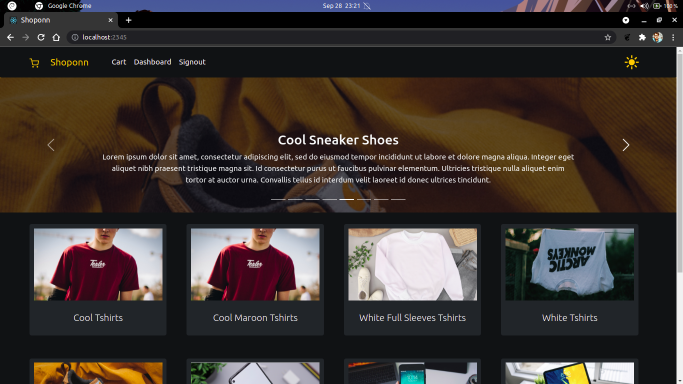 Google Chrome
Sep 28 23:21
100 %
Shoponn
localhost:2345
Shoponn
Cart Dashboard Signout
Cool Sneaker Shoes
Lorem ipsum dolor sit amet, consectetur adipiscing elit, sed do eiusmod tempor incididunt ut labore et dolore magna aliqua. Integer eget
aliquet nibh praesent tristique magna sit. Id consectetur purus ut faucibus pulvinar elementum. Ultricies tristique nulla aliquet enim
tortor at auctor urna. Convallis tellus id interdum velit laoreet id donec ultrices tincidunt.
ARCTIC
MONKEYS
Cool Tshirts
Cool Maroon Tshirts
White Full Sleeves Tshirts
White Tshirts